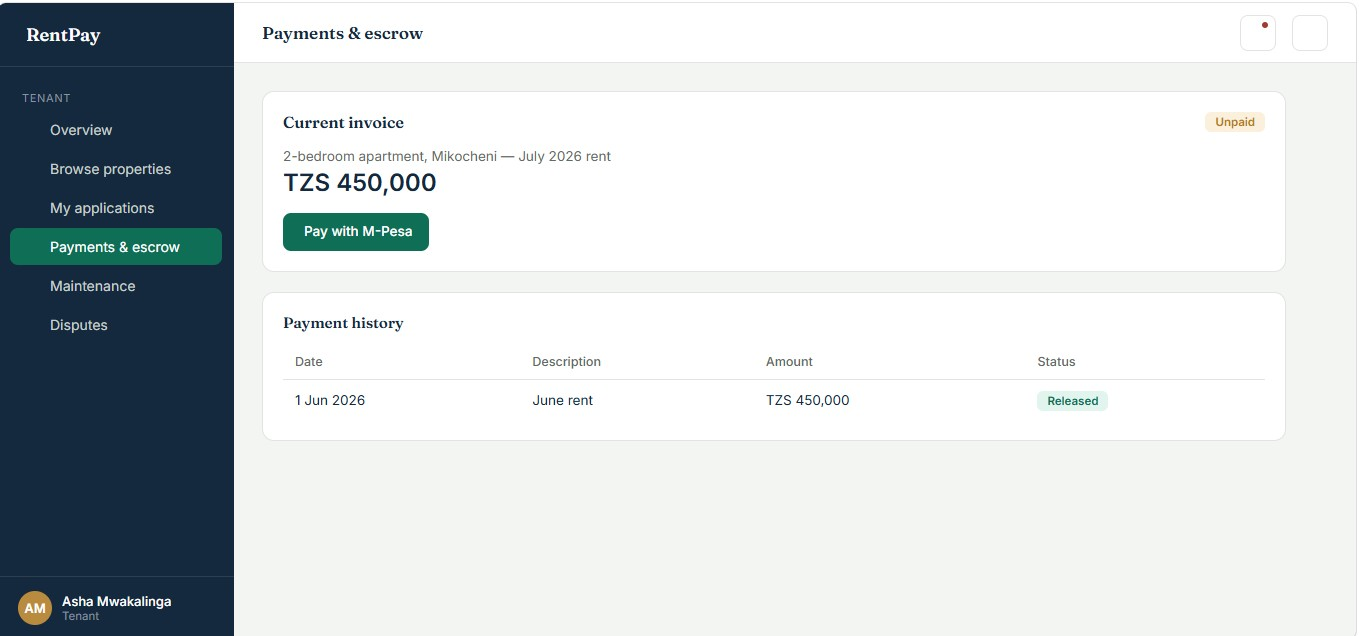 RentPay
TENANT
Overview
Browse properties
My applications
Payments & escrow
Maintenance
Disputes
AM
Asha Mwakalinga
Tenant
Payments & escrow
Current invoice
Unpaid
2-bedroom apartment, Mikocheni — July 2026 rent
TZS 450,000
Pay with M-Pesa
Payment history
Date Description Amount Status
1 Jun 2026 June rent TZS 450,000 Released